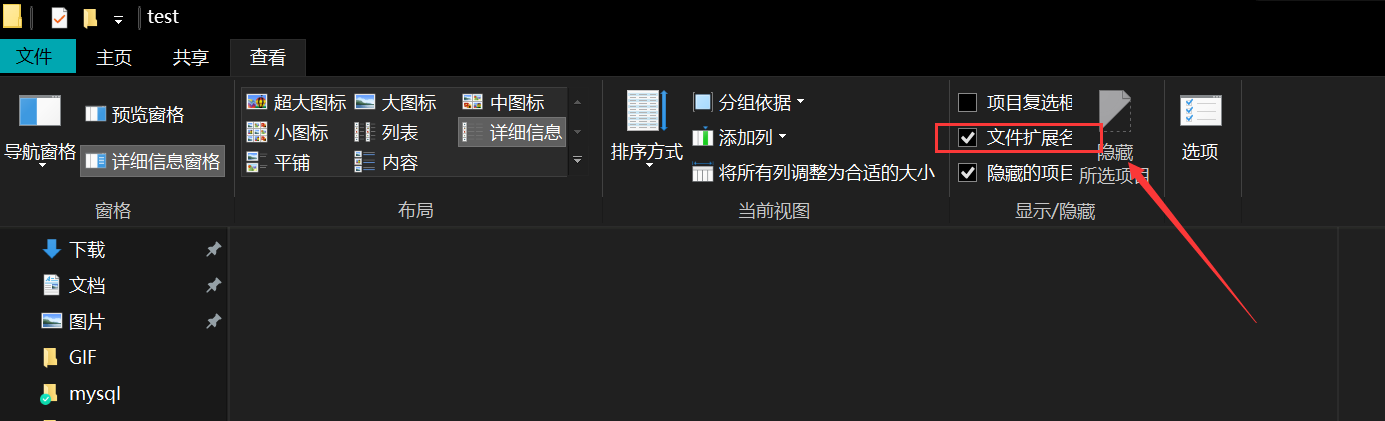 test
文件 主页 共享 查看
导航窗格
预览窗格
详细信息窗格
窗格
超大图标 大图标 中图标
小图标 列表 详细信息
平铺 内容
布局
排序方式
分组依据
添加列
将所有列调整为合适的大小
当前视图
项目复选框
文件扩展名
隐藏的项目
隐藏
所选项目
显示/隐藏
选项
下载
文档
图片
GIF
mysql